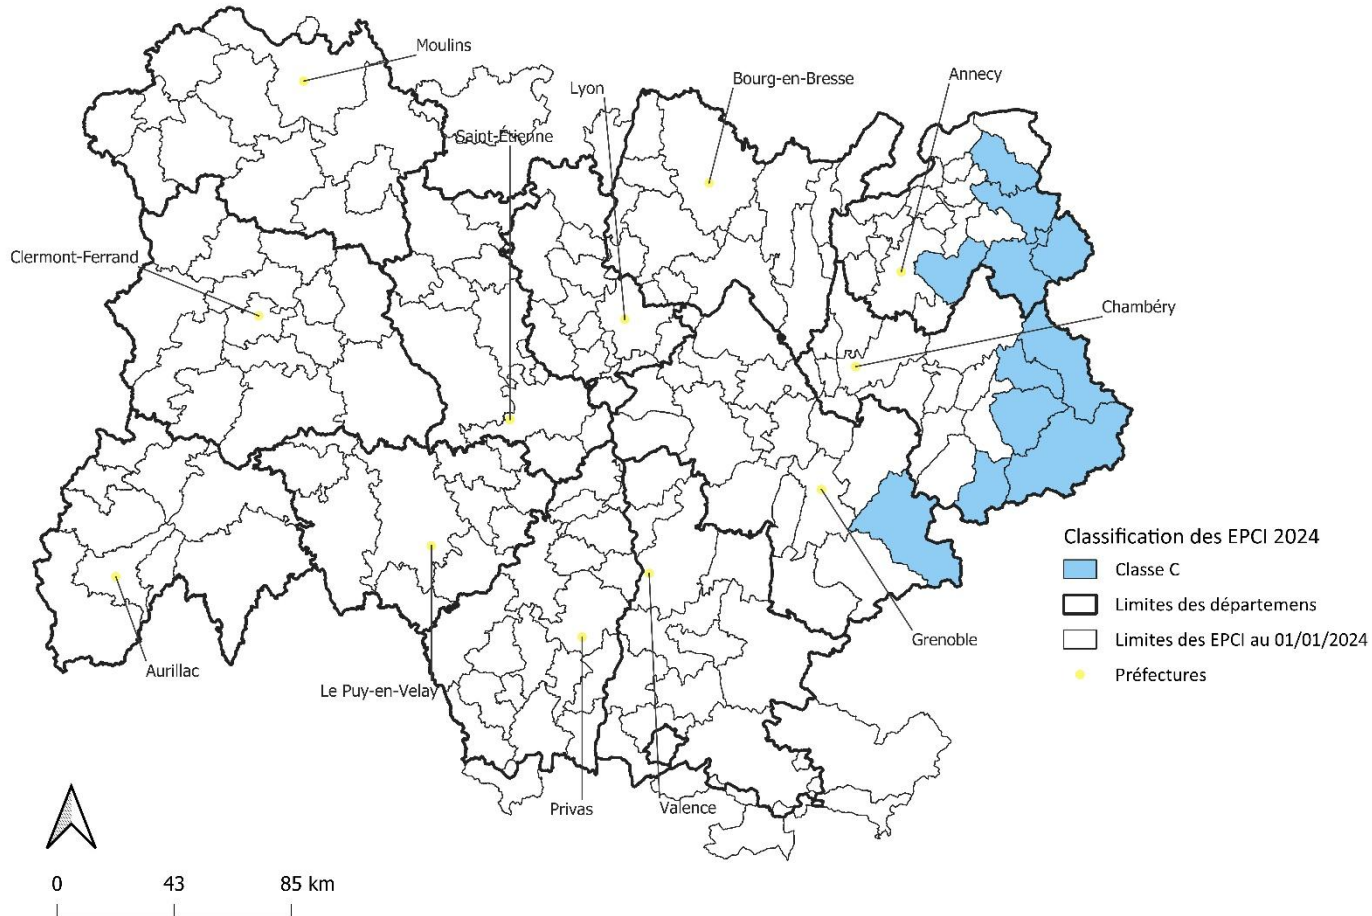 Moulins
Annecy
Bourg-en-Bresse
Lyon
Saint-Étienne
Clermont-Ferrand
Chambéry
Classification des EPCI 2024
Classe C
Limites des départemens
Limites des EPCI au 01/01/2024
Préfectures
Grenoble
Aurillac
Le Puy-en-Velay
Privas
Valence
0 43 85 km